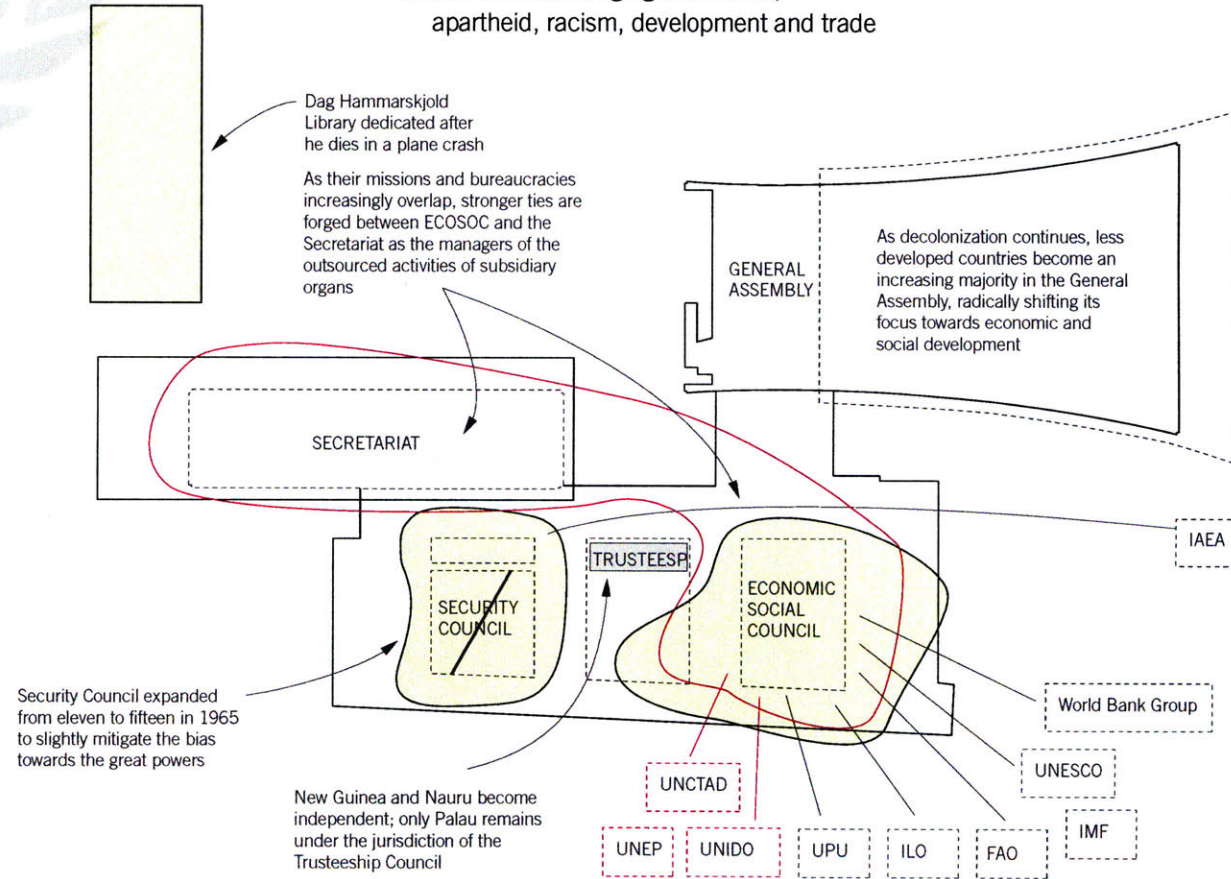 apartheid, racism, development and trade
Dag Hammarskjold
Library dedicated after
he dies in a plane crash
As their missions and bureaucracies
increasingly overlap, stronger ties are
forged between ECOSOC and the
Secretariat as the managers of the
outsourced activities of subsidiary
organs
GENERAL
ASSEMBLY
As decolonization continues, less
developed countries become an
increasing majority in the General
Assembly, radically shifting its
focus towards economic and
social development
SECRETARIAT
IAEA
TRUSTEESP
SECURITY
COUNCIL
ECONOMIC
SOCIAL
COUNCIL
Security Council expanded
from eleven to fifteen in 1965
to slightly mitigate the bias
towards the great powers
World Bank Group
UNESCO
UNCTAD
New Guinea and Nauru become
independent; only Palau remains
under the jurisdiction of the
Trusteeship Council
IMF
UNEP
UNIDO
UPU
ILO
FAO